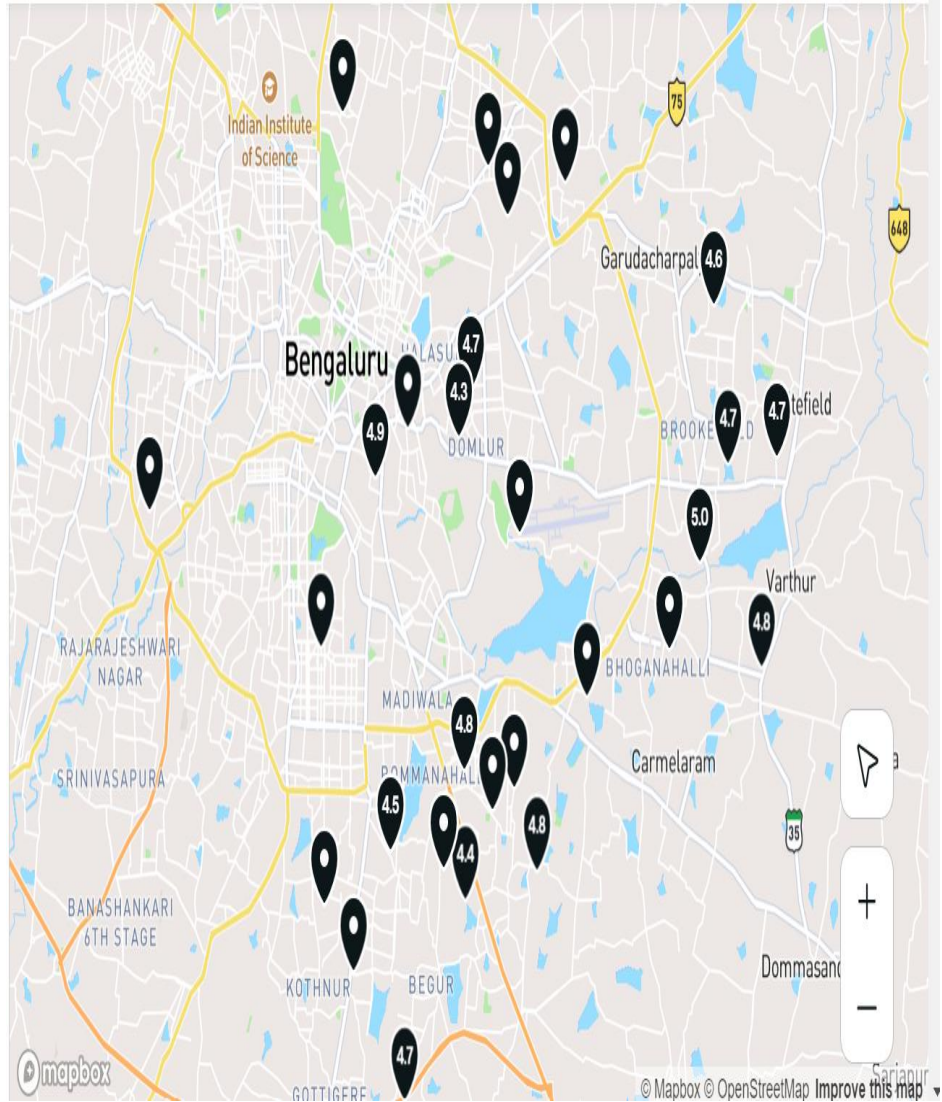 75
Indian Institute
of Science
648
Garudacharpal
4.6
4.7
Bengaluru
4.3
4.7
4.7
tefield
4.9
DOMLUR
5.0
Varthur
4.8
RAJARAJESHWARI
NAGAR
BHOGANAHALLI
MADIWALA
4.8
Carmelaram
a
SRINIVASAPURA
4.5
4.8
35
4.4
BANASHANKARI
6TH STAGE
Dommasand
KOTHNUR
BEGUR
4.7
mapbox
GOTTIGERE
Sarjapur
© Mapbox © OpenStreetMap Improve this map